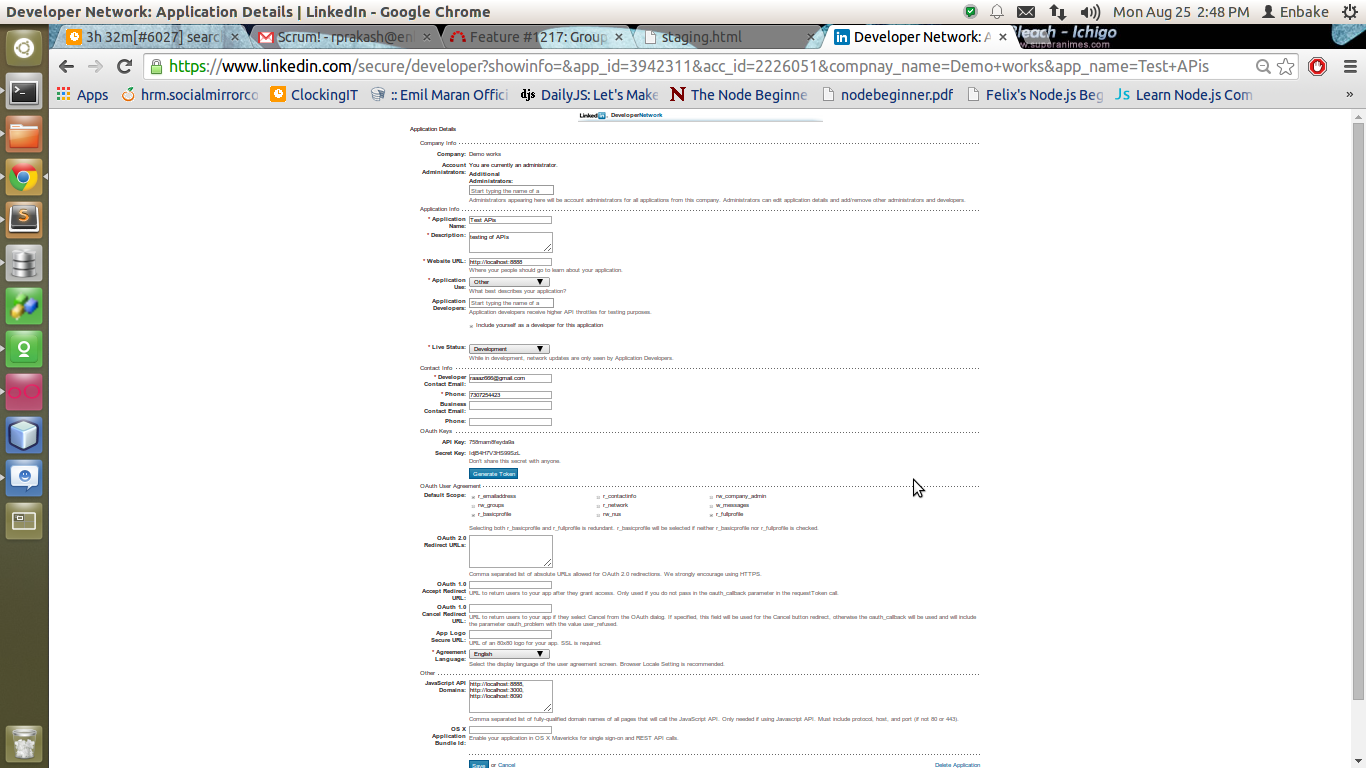 Developer Network: Application Details | LinkedIn - Google Chrome
Mon Aug 25 2:48 PM Enbake
3h 32m[#6027] searc
Scrum! - rprakash@en
Feature #1217: Group
staging.html
Developer Network: A
Bleach - Ichigo
www.superanimes.com
https://www.linkedin.com/secure/developer?showinfo=&app_id=3942311&acc_id=2226051&compnay_name=Demo+works&app_name=Test+APis
Apps
hrm.socialmirrorco
ClockingIT
:: Emil Maran Offici
djs DailyJS: Let's Make
The Node Beginne
nodebeginner.pdf
Felix's Node.js Beg
Js Learn Node.js Com
»
Linked in DeveloperNetwork
Application Details
Company Info
Company: Demo works
Account Administrators: You are currently an administrator.
Additional Administrators:
Start typing the name of a
Administrators appearing here will be account administrators for all applications from this company. Administrators can edit application details and add/remove other administrators and developers.
Application Info
* Application Name: Test APis
* Description: testing of APIs
* Website URL: http://localhost:8888
Where your people should go to learn about your application.
* Application Use: Other
What best describes your application?
Application Developers: Start typing the name of a
Application developers receive higher API throttles for testing purposes.
Include yourself as a developer for this application
* Live Status: Development
While in development, network updates are only seen by Application Developers.
Contact Info
* Developer Contact Email: raaaz666@gmail.com
* Phone: 7307254423
Business Contact Email:
Phone:
OAuth Keys
API Key:
Secret Key:
Don't share this secret with anyone.
Generate Token
OAuth User Agreement
Default Scope: r_emailaddress r_contactinfo rw_company_admin
rw_groups r_network w_messages
r_basicprofile rw_nus r_fullprofile
Selecting both r_basicprofile and r_fullprofile is redundant. r_basicprofile will be selected if neither r_basicprofile nor r_fullprofile is checked.
OAuth 2.0 Redirect URLs:
Comma separated list of absolute URLs allowed for OAuth 2.0 redirections. We strongly encourage using HTTPS.
OAuth 1.0 Accept Redirect URL:
URL to return users to your app after they grant access. Only used if you do not pass in the oauth_callback parameter in the requestToken call.
OAuth 1.0 Cancel Redirect URL:
URL to return users to your app if they select Cancel from the OAuth dialog. If specified, this field will be used for the Cancel button redirect, otherwise the oauth_callback will be used and will include
the parameter oauth_problem with the value user_refused.
App Logo Secure URL:
URL of an 80x80 logo for your app. SSL is required.
* Agreement Language: English
Select the display language of the user agreement screen. Browser Locale Setting is recommended.
Other
JavaScript API Domains: http://localhost:8888,
http://localhost:3000,
http://localhost:8090
Comma separated list of fully-qualified domain names of all pages that will call the JavaScript API. Only needed if using Javascript API. Must include protocol, host, and port (if not 80 or 443)
OS X Application Bundle Id:
Enable your application in OS X Mavericks for single sign-on and REST API calls.
Save or Cancel
Delete Application